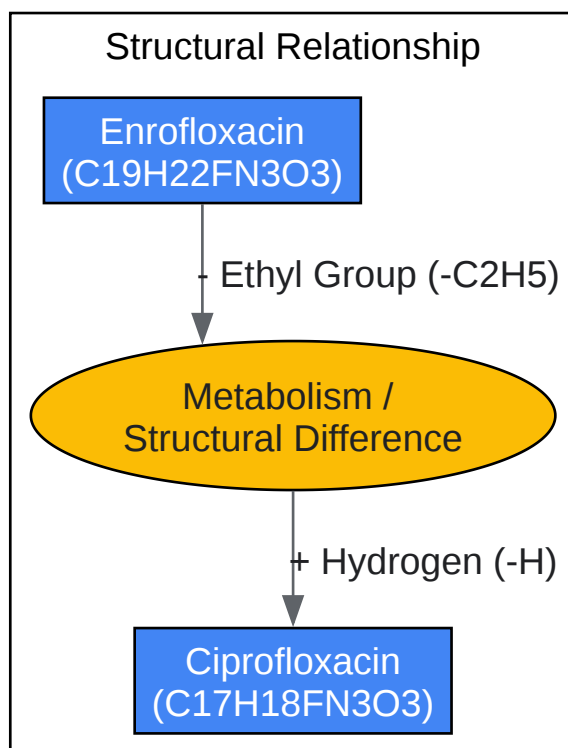 Structural Relationship
Enrofloxacin
(C19H22FN3O3)
- Ethyl Group (-C2H5)
Metabolism /
Structural Difference
+ Hydrogen (-H)
Ciprofloxacin
(C17H18FN3O3)